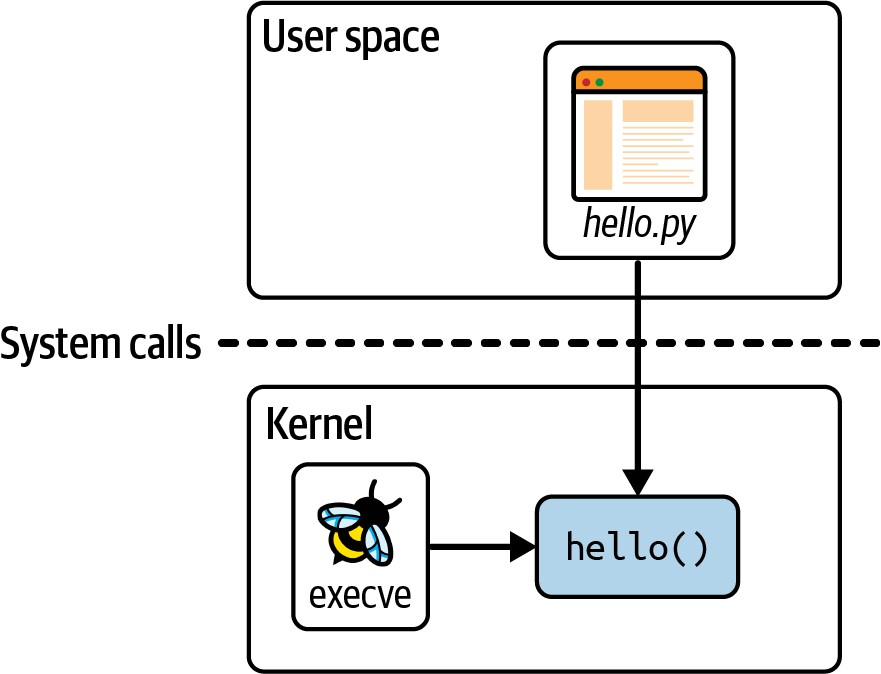 User space
hello.py
System calls
Kernel
execve
hello()